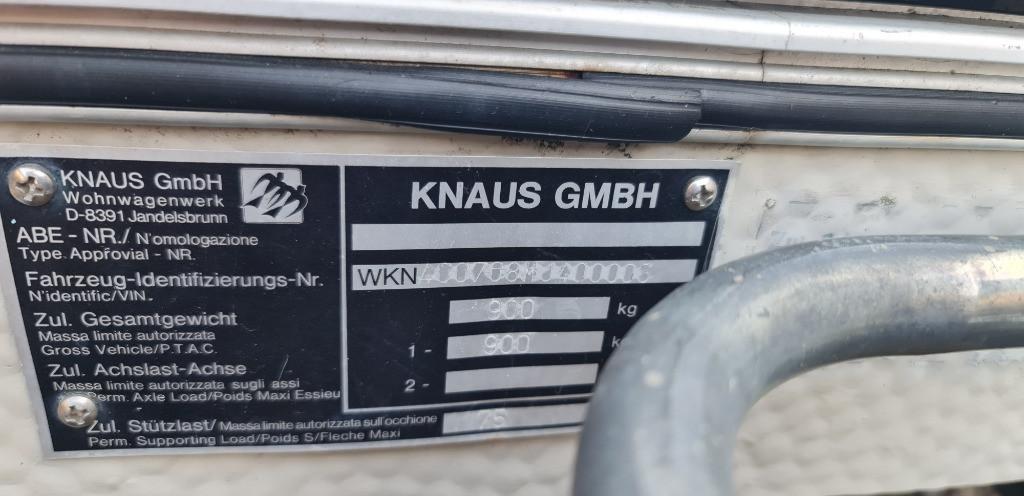 KNAUS GmbH
Wohnwagenwerk
D-8391 Jandelsbrunn
KNAUS GMBH
ABE - NR./ N'omologazione
Type Approvial - NR.
Fahrzeug-Identifizierungs-Nr.
N'identific/VIN.
WKN
Zul. Gesamtgewicht
Massa limite autorizzata
Gross Vehicle/P.T.A.C.
900 kg
Zul. Achslast-Achse
Massa limite autorizzata sugli assi
Perm. Axle Load/Poids Maxi Essieu
1 - 900
2 -
Zul. Stützlast/ Massa limite autorizzata sull'occhione
Perm. Supporting Load/Poids S/Fleche Maxi
75